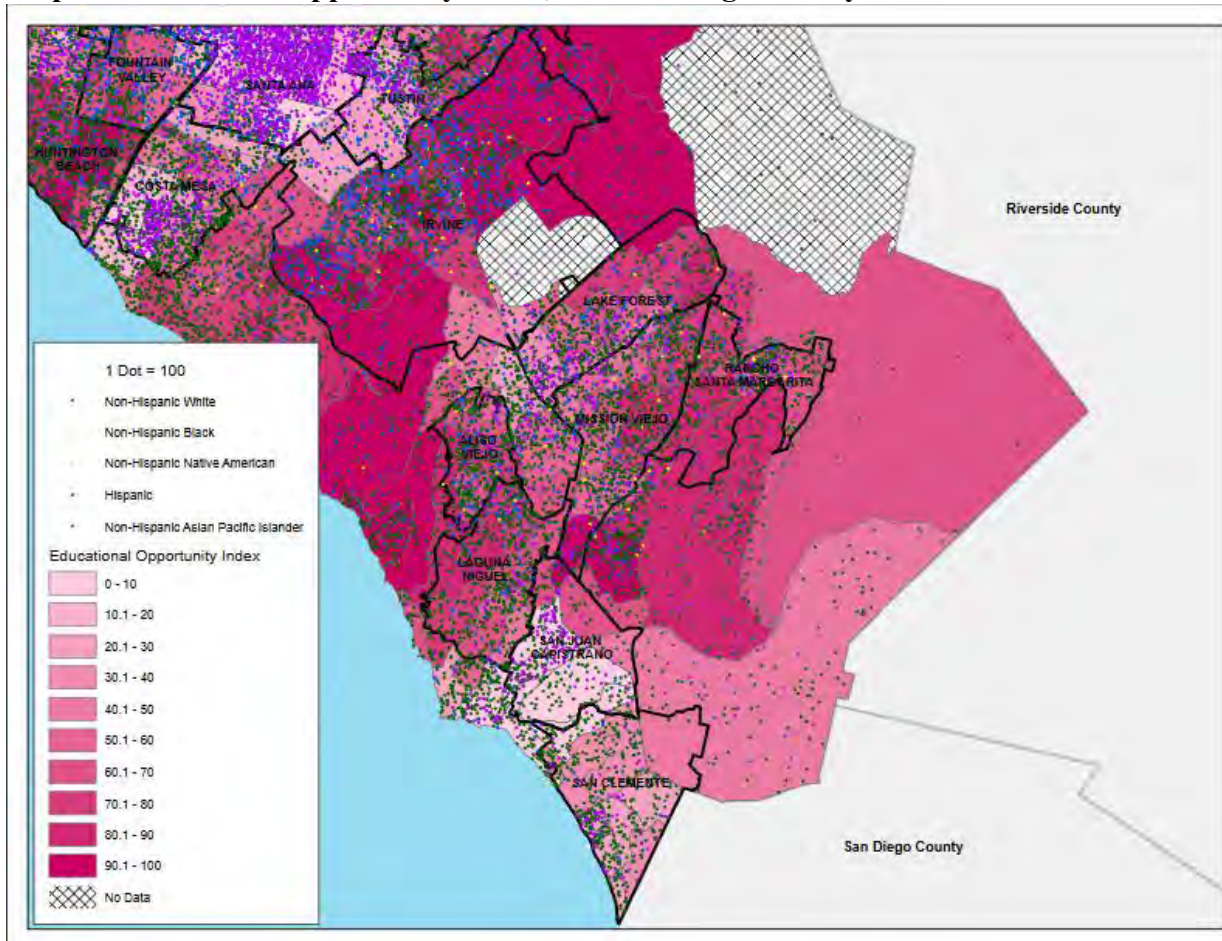 FOUNTAIN
VALLEY
SANTA ANA
TUSTIN
HUNTINGTON
BEACH
COSTA MESA
IRVINE
Riverside County
LAKE FOREST
RANCHO
SANTA MARGARITA
MISSION VIEJO
ALISO
VIEJO
LAGUNA
NIGUEL
SAN JUAN
CAPISTRANO
SAN CLEMENTE
San Diego County
1 Dot = 100
Non-Hispanic White
Non-Hispanic Black
Non-Hispanic Native American
Hispanic
Non-Hispanic Asian Pacific Islander
Educational Opportunity Index
0 - 10
10.1 - 20
20.1 - 30
30.1 - 40
40.1 - 50
50.1 - 60
60.1 - 70
70.1 - 80
80.1 - 90
90.1 - 100
No Data